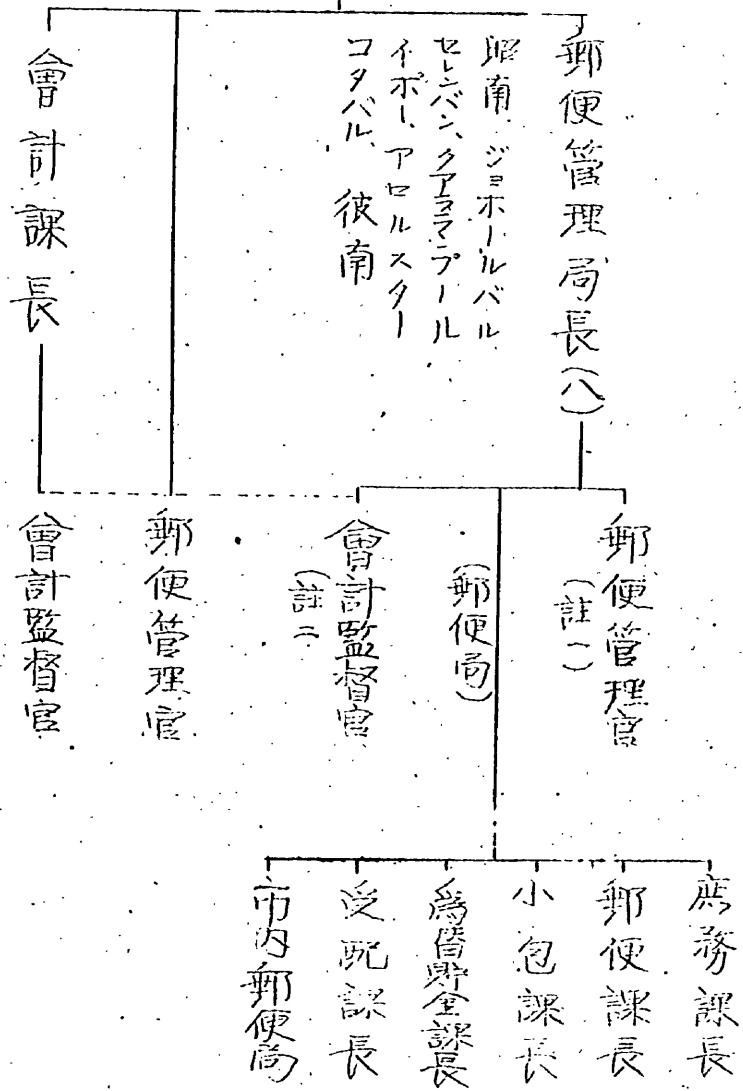 郵便管理局長(八)
昭南、ジョホールバル
セレンバン、クアララプール
イポー、アロルスター
コタバル、彼南
會計課長
郵便管理官
(註一)
(郵便局)
會計監督官
(註二
郵便管理官
會計監督官
庶務課長
郵便課長
小包課長
為替貯金課長
受配課長
市内郵便局